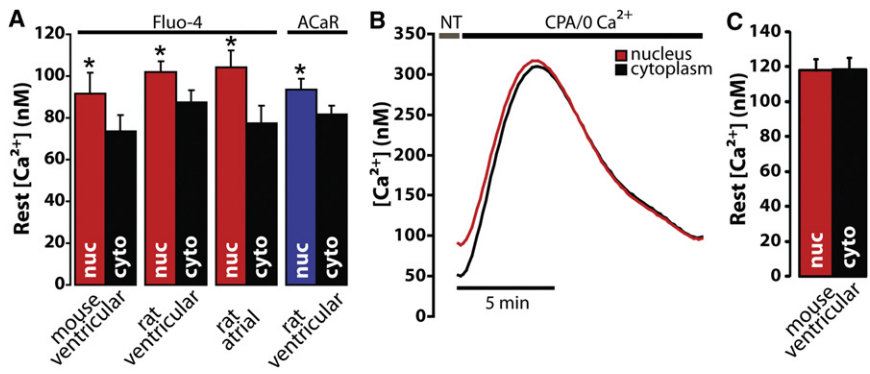 A
Fluo-4
ACaR
Rest [Ca²⁺] (nM)
120
100
80
60
40
20
0
*
*
*
*
nuc
cyto
nuc
cyto
nuc
cyto
nuc
cyto
mouse
ventricular
rat
ventricular
rat
atrial
rat
ventricular
B
NT
CPA/0 Ca²⁺
nucleus
cytoplasm
[Ca²⁺] (nM)
350
300
250
200
150
100
50
0
5 min
C
Rest [Ca²⁺] (nM)
140
120
100
80
60
40
20
0
nuc
cyto
mouse
ventricular